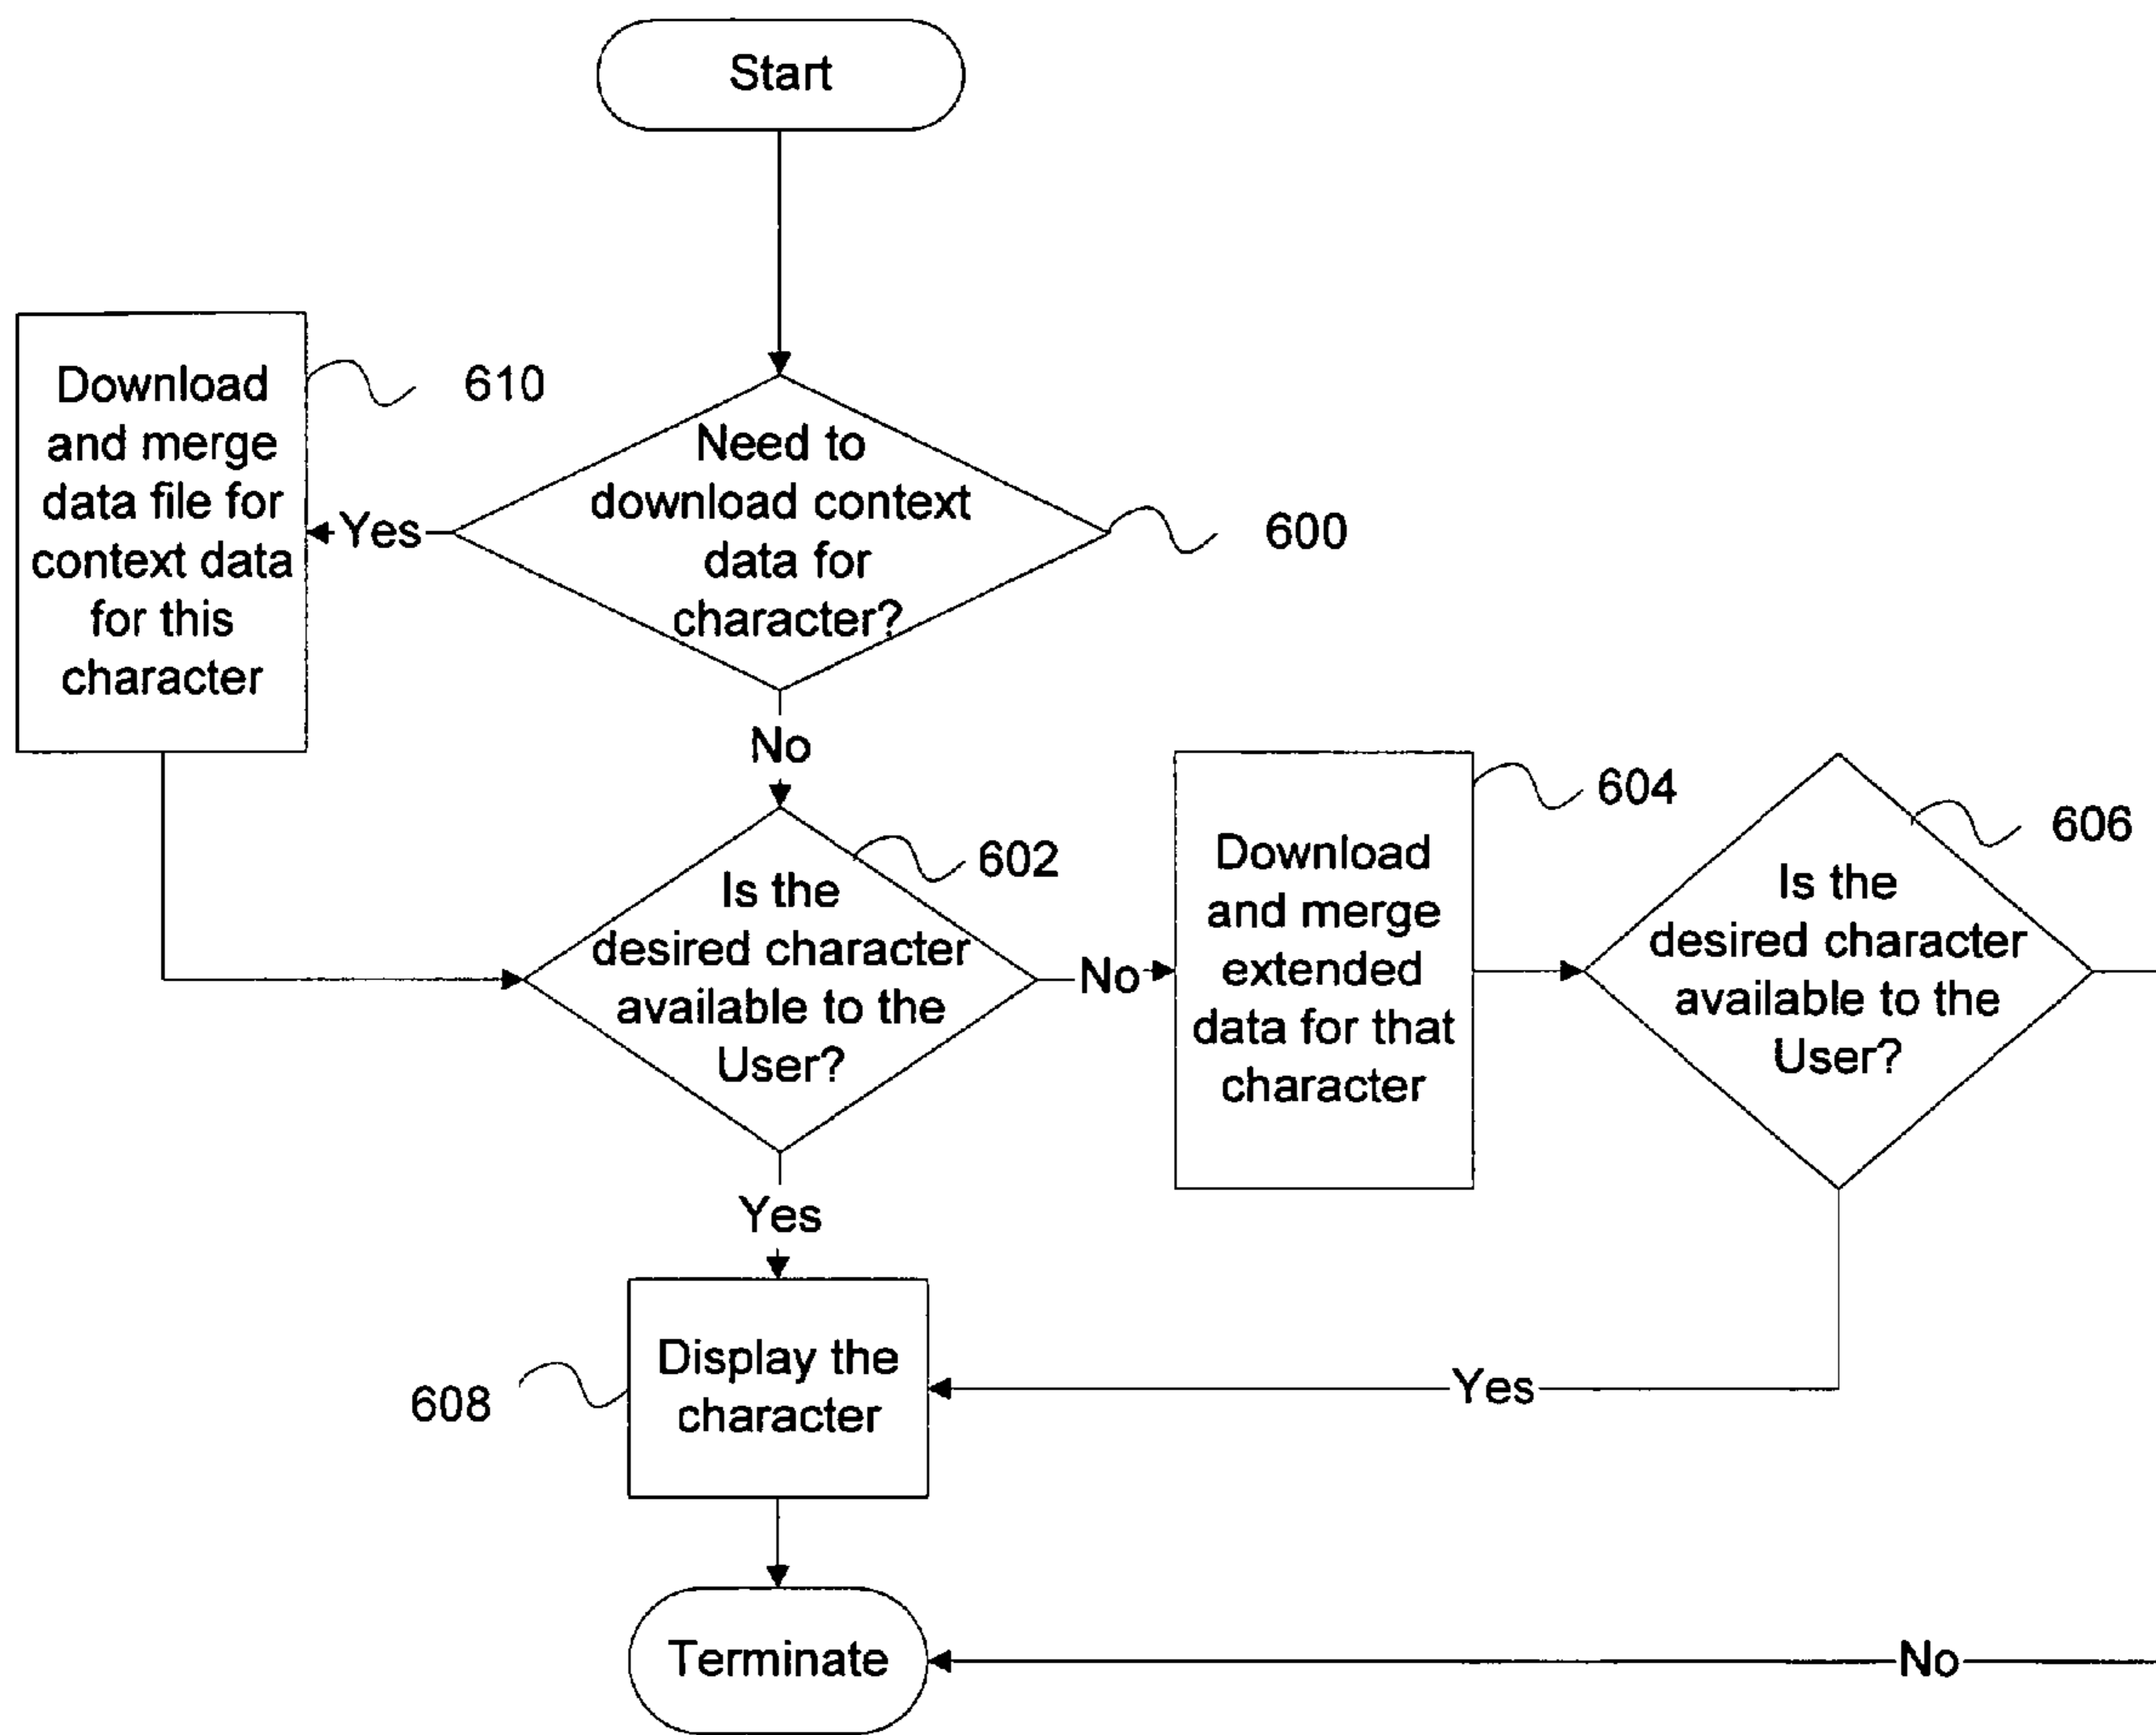 Start
Download
and merge
data file for
context data
for this
character
610
Yes
Need to
download context
data for
character?
600
No
Is the
desired character
available to the
User?
602
No
Download
and merge
extended
data for that
character
604
Is the
desired character
available to the
User?
606
Yes
Display the
character
608
Yes
Terminate
No